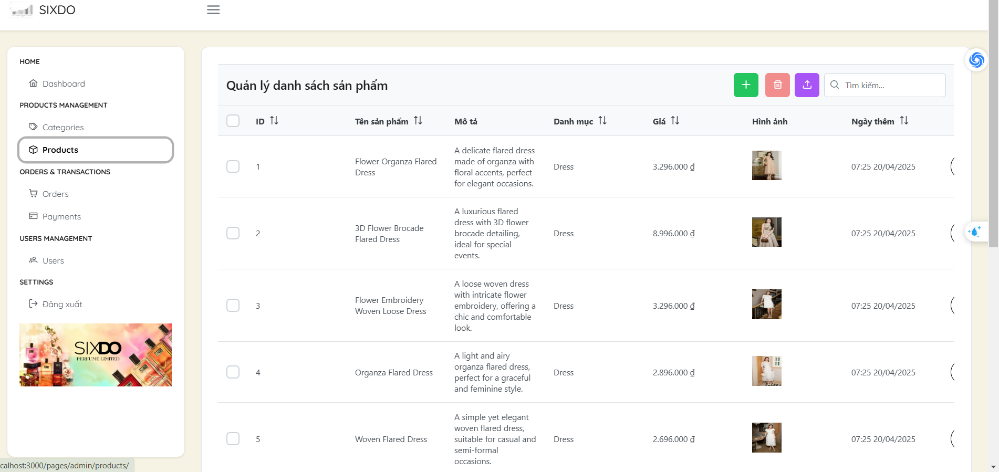 SIXDO
HOME
Dashboard
PRODUCTS MANAGEMENT
Categories
Products
ORDERS & TRANSACTIONS
Orders
Payments
USERS MANAGEMENT
Users
SETTINGS
Đăng xuất
SIXDO
PERFUME LIMITED
calhost:3000/pages/admin/products/
Quản lý danh sách sản phẩm
Tìm kiếm...
ID Tên sản phẩm Mô tả Danh mục Giá Hình ảnh Ngày thêm
1
Flower Organza Flared
Dress
A delicate flared dress
made of organza with
floral accents, perfect
for elegant occasions.
Dress
3.296.000 ₫
07:25 20/04/2025
2
3D Flower Brocade
Flared Dress
A luxurious flared
dress with 3D flower
brocade detailing,
ideal for special
events.
Dress
8.996.000 ₫
07:25 20/04/2025
3
Flower Embroidery
Woven Loose Dress
A loose woven dress
with intricate flower
embroidery, offering a
chic and comfortable
look.
Dress
3.296.000 ₫
07:25 20/04/2025
4
Organza Flared Dress
A light and airy
organza flared dress,
perfect for a graceful
and feminine style.
Dress
2.896.000 ₫
07:25 20/04/2025
5
Woven Flared Dress
A simple yet elegant
woven flared dress,
suitable for casual and
semi-formal
occasions.
Dress
2.696.000 ₫
07:25 20/04/2025